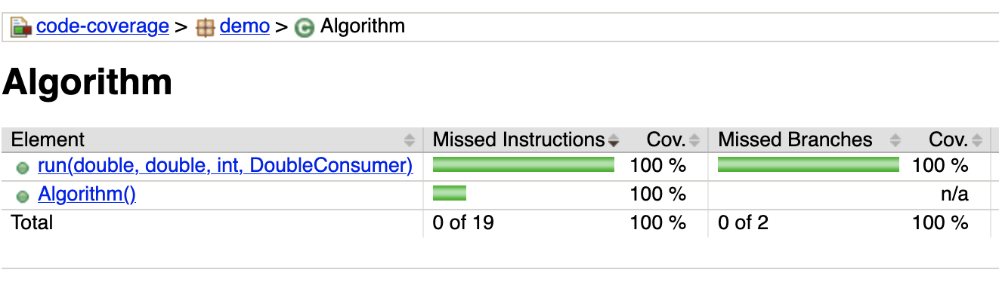 code-coverage > demo > Algorithm
Algorithm
Element Missed Instructions Cov. Missed Branches Cov.
run(double, double, int, DoubleConsumer) 100 % 100 %
Algorithm() 100 % n/a
Total 0 of 19 100 % 0 of 2 100 %